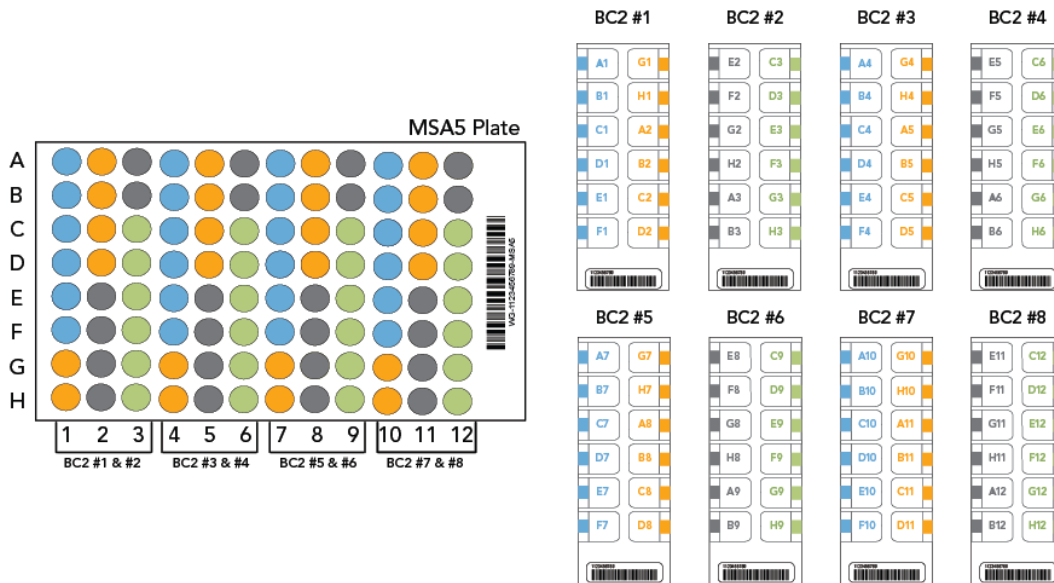 BC2 #1 BC2 #2 BC2 #3 BC2 #4
A1 G1 E2 C3 A4 G4 E5 C6
B1 H1 F2 D3 B4 H4 F5 D6
C1 A2 G2 E3 C4 A5 G5 E6
D1 B2 H2 F3 D4 B5 H5 F6
E1 C2 A3 G3 E4 C5 A6 G6
F1 D2 B3 H3 F4 D5 B6 H6
MSA5 Plate
A
B
C
D
E
F
G
H
WG-1123456789-MSA5
1 2 3 4 5 6 7 8 9 10 11 12
BC2 #1 & #2 BC2 #3 & #4 BC2 #5 & #6 BC2 #7 & #8
BC2 #5 BC2 #6 BC2 #7 BC2 #8
A7 G7 E8 C9 A10 G10 E11 C12
B7 H7 F8 D9 B10 H10 F11 D12
C7 A8 G8 E9 C10 A11 G11 E12
D7 B8 H8 F9 D10 B11 H11 F12
E7 C8 A9 G9 E10 C11 A12 G12
F7 D8 B9 H9 F10 D11 B12 H12